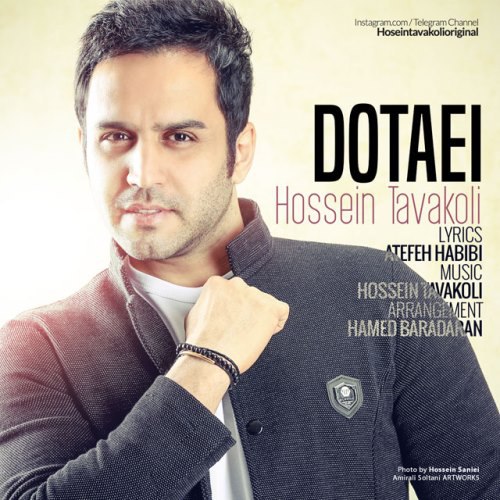 Instagram.com / Telegram Channel
Hoseintavakolioriginal
DOTAEI
Hossein Tavakoli
LYRICS
ATEFEH HABIBI
MUSIC
HOSSEIN TAVAKOLI
ARRANGEMENT
HAMED BARADARAN
Photo by Hossein Saniei
Amirali Soltani ARTWORKS